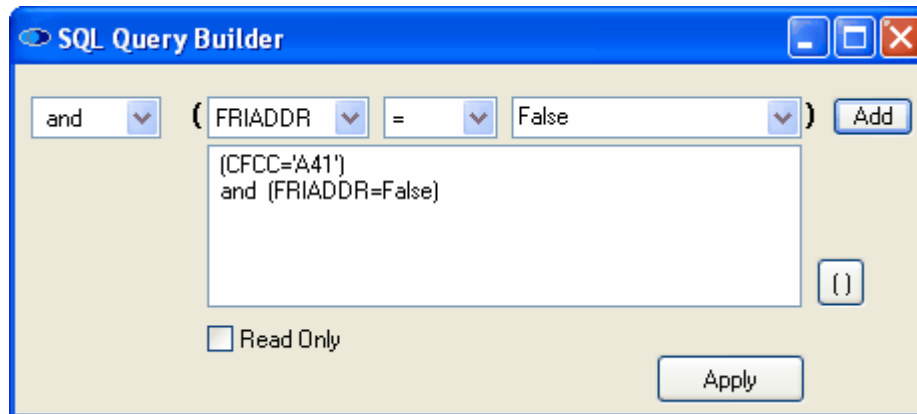 SQL Query Builder
and ( FRIADDR = False ) Add
(CFCC='A41')
and (FRIADDR=False)
()
Read Only
Apply